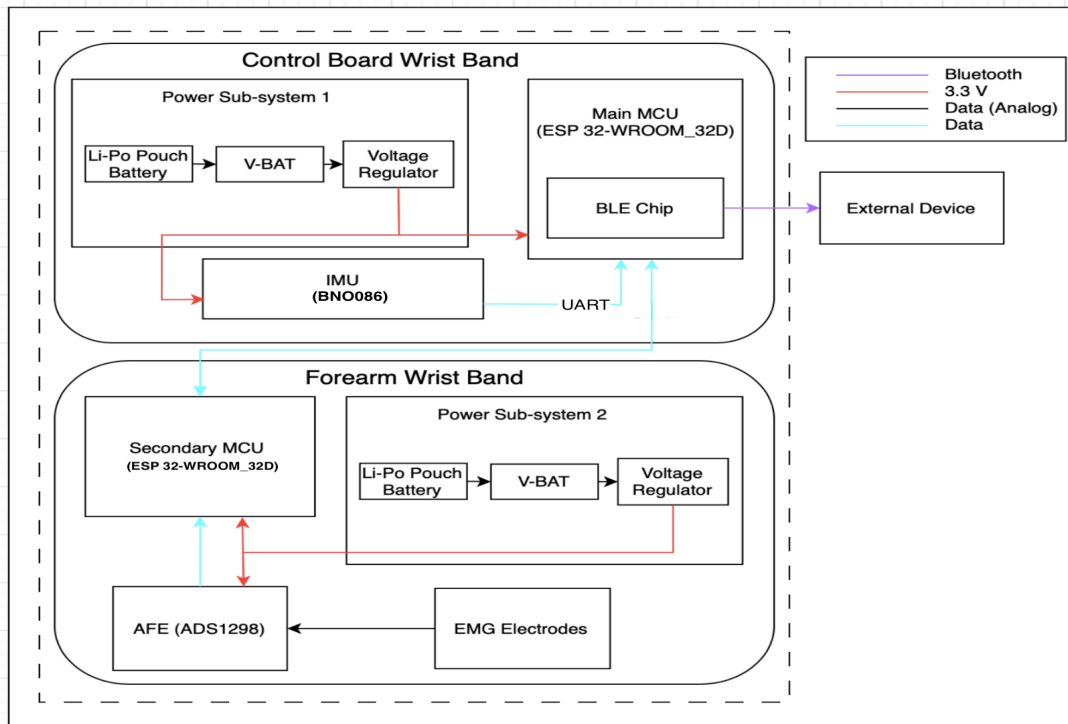 Control Board Wrist Band
Power Sub-system 1
Li-Po Pouch
Battery
V-BAT
Voltage
Regulator
Main MCU
(ESP 32-WROOM_32D)
BLE Chip
IMU
(BNO086)
UART
Bluetooth
3.3 V
Data (Analog)
Data
External Device
Forearm Wrist Band
Secondary MCU
(ESP 32-WROOM_32D)
Power Sub-system 2
Li-Po Pouch
Battery
V-BAT
Voltage
Regulator
AFE (ADS1298)
EMG Electrodes